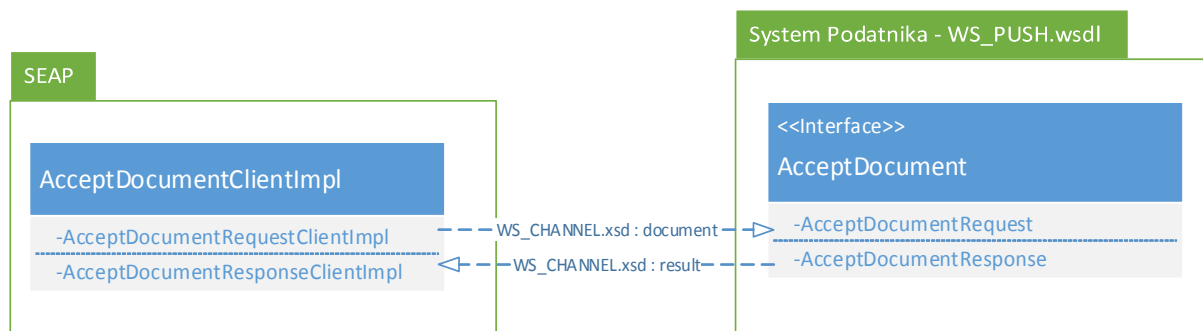 System Podatnika - WS_PUSH.wsdl
SEAP
<<Interface>>
AcceptDocument
AcceptDocumentClientImpl
-AcceptDocumentRequestClientImpl
WS_CHANNEL.xsd : document
-AcceptDocumentRequest
-AcceptDocumentResponseClientImpl
WS_CHANNEL.xsd : result
-AcceptDocumentResponse